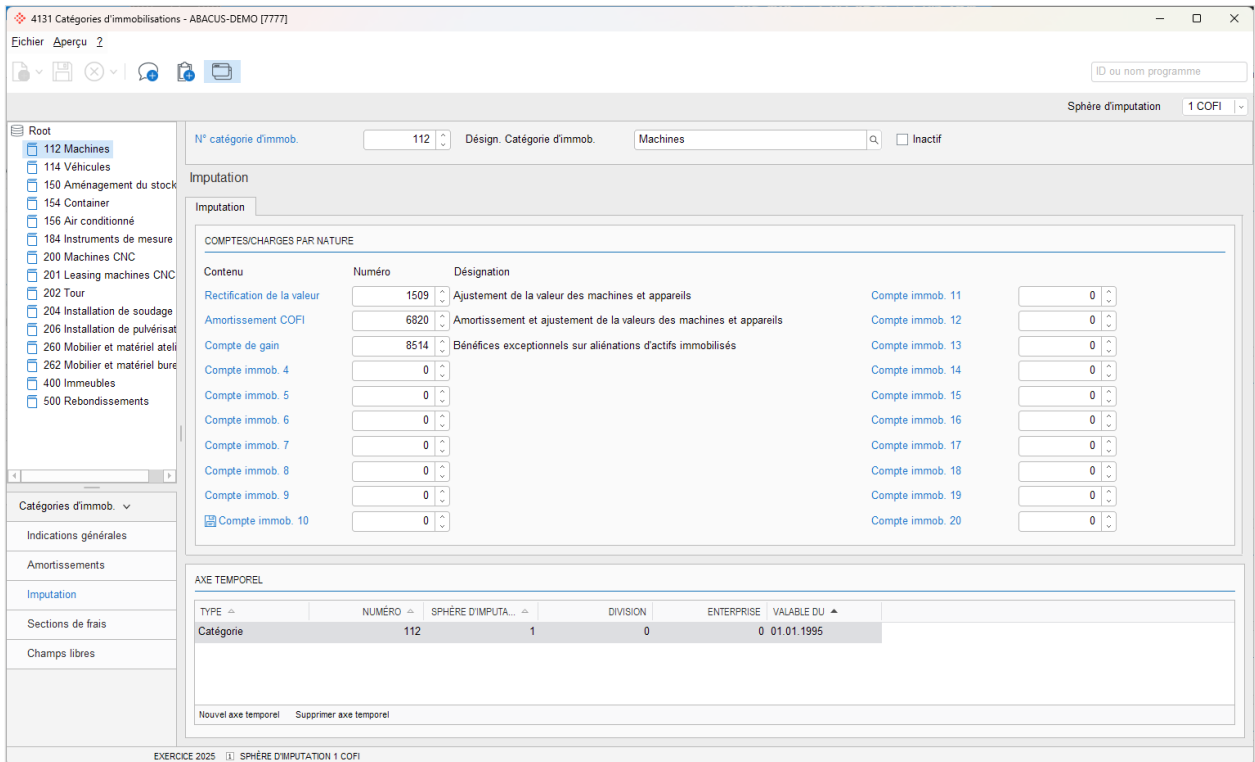 4131 Catégories d'immobilisations - ABACUS-DEMO [7777]
Fichier Aperçu ?
ID ou nom programme
Sphère d'imputation 1 COFI
Root
112 Machines
114 Véhicules
150 Aménagement du stock
154 Container
156 Air conditionné
184 Instruments de mesure
200 Machines CNC
201 Leasing machines CNC
202 Tour
204 Installation de soudage
206 Installation de pulvérisat
260 Mobilier et matériel ateli
262 Mobilier et matériel bure
400 Immeubles
500 Rebondissements
Catégories d'immob.
Indications générales
Amortissements
Imputation
Sections de frais
Champs libres
N° catégorie d'immob. 112 Désign. Catégorie d'immob. Machines Inactif
Imputation
Imputation
COMPTES/CHARGES PAR NATURE
Contenu Numéro Désignation
Rectification de la valeur 1509 Ajustement de la valeur des machines et appareils Compte immob. 11 0
Amortissement COFI 6820 Amortissement et ajustement de la valeurs des machines et appareils Compte immob. 12 0
Compte de gain 8514 Bénéfices exceptionnels sur aliénations d'actifs immobilisés Compte immob. 13 0
Compte immob. 4 0 Compte immob. 14 0
Compte immob. 5 0 Compte immob. 15 0
Compte immob. 6 0 Compte immob. 16 0
Compte immob. 7 0 Compte immob. 17 0
Compte immob. 8 0 Compte immob. 18 0
Compte immob. 9 0 Compte immob. 19 0
Compte immob. 10 0 Compte immob. 20 0
AXE TEMPOREL
TYPE NUMÉRO SPHÈRE D'IMPUTA... DIVISION ENTERPRISE VALABLE DU
Catégorie 112 1 0 0 01.01.1995
Nouvel axe temporel Supprimer axe temporel
EXERCICE 2025 1 SPHÈRE D'IMPUTATION 1 COFI